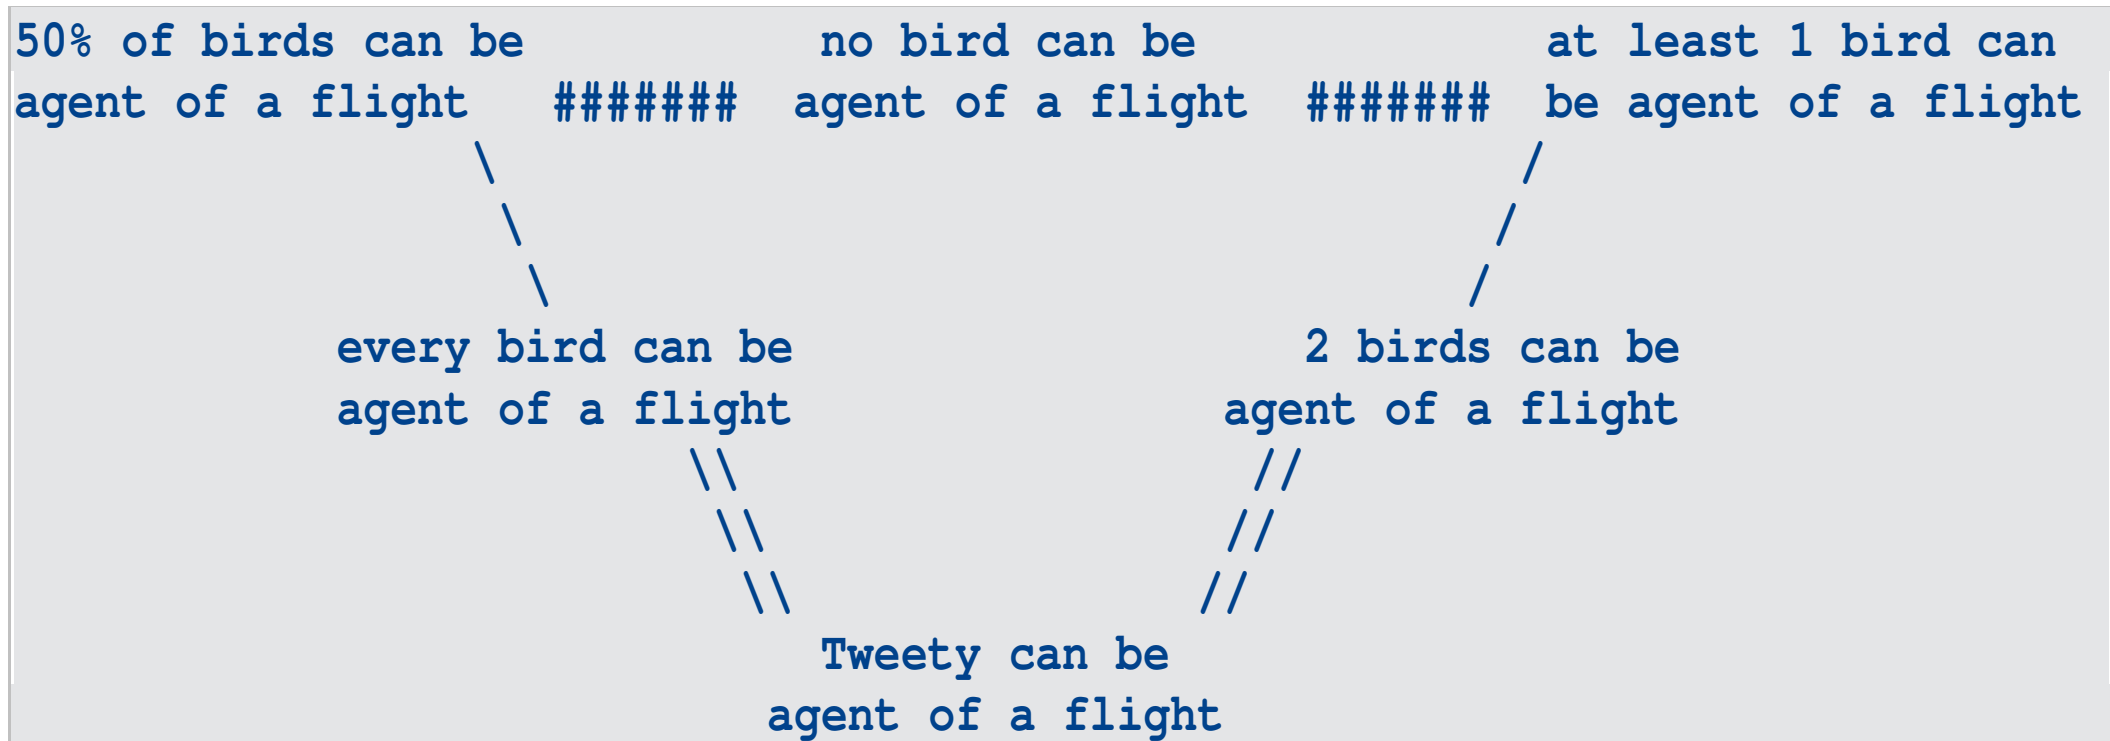 50% of birds can be no bird can be at least 1 bird can
agent of a flight ####### agent of a flight ####### be agent of a flight
\ /
\ /
\ /
every bird can be 2 birds can be
agent of a flight agent of a flight
\\ //
\\ //
\\ //
Tweety can be
agent of a flight